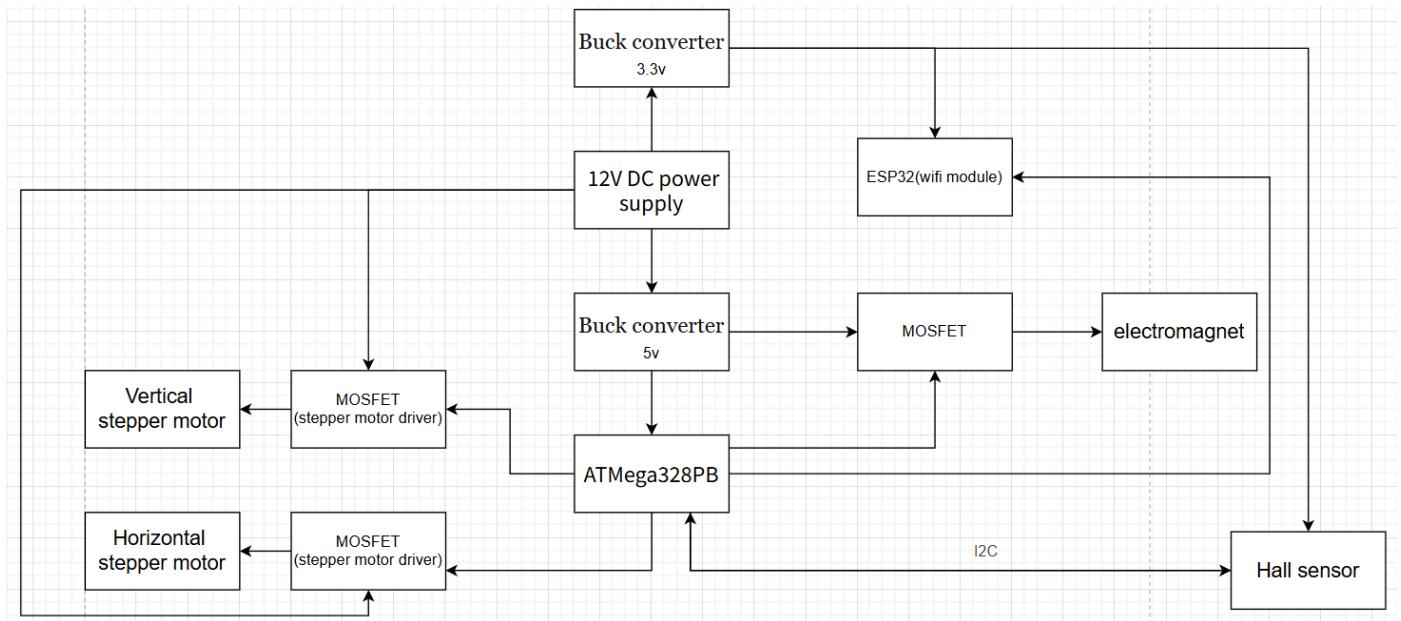 Buck converter
3.3v
12V DC power
supply
ESP32(wifi module)
Buck converter
5v
MOSFET
electromagnet
Vertical
stepper motor
MOSFET
(stepper motor driver)
ATMega328PB
Horizontal
stepper motor
MOSFET
(stepper motor driver)
I2C
Hall sensor